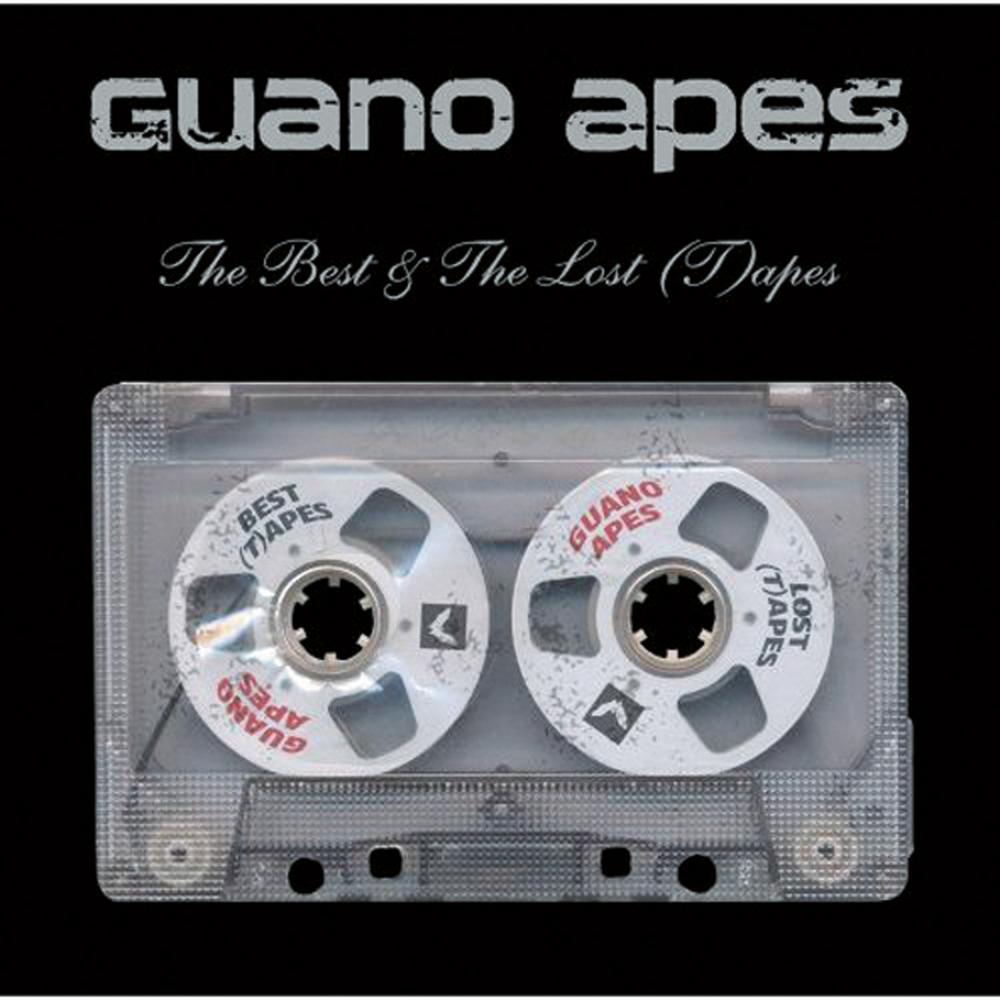 GUANO APES
The Best & The Lost (T)apes
BEST
(T)APES
GUANO
APES
GUANO
APES
LOST
(T)APES